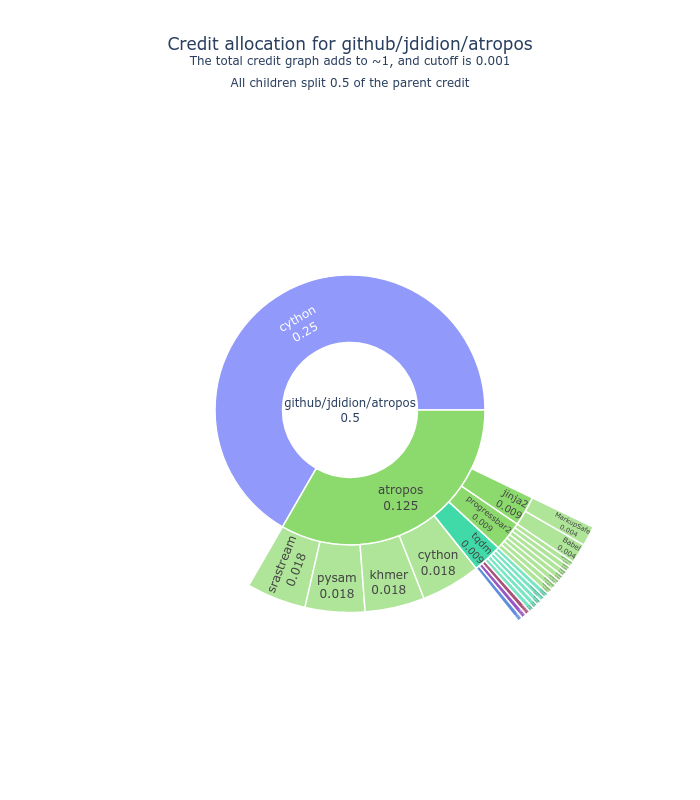 Credit allocation for github/jdidion/atropos
The total credit graph adds to ~1, and cutoff is 0.001
All children split 0.5 of the parent credit
cython
0.25
github/jdidion/atropos
0.5
atropos
0.125
jinja2
0.009
MarkupSafe
0.004
progressbar2
0.009
Babel
0.004
tqdm
0.009
cython
0.018
khmer
0.018
pysam
0.018
srastream
0.018